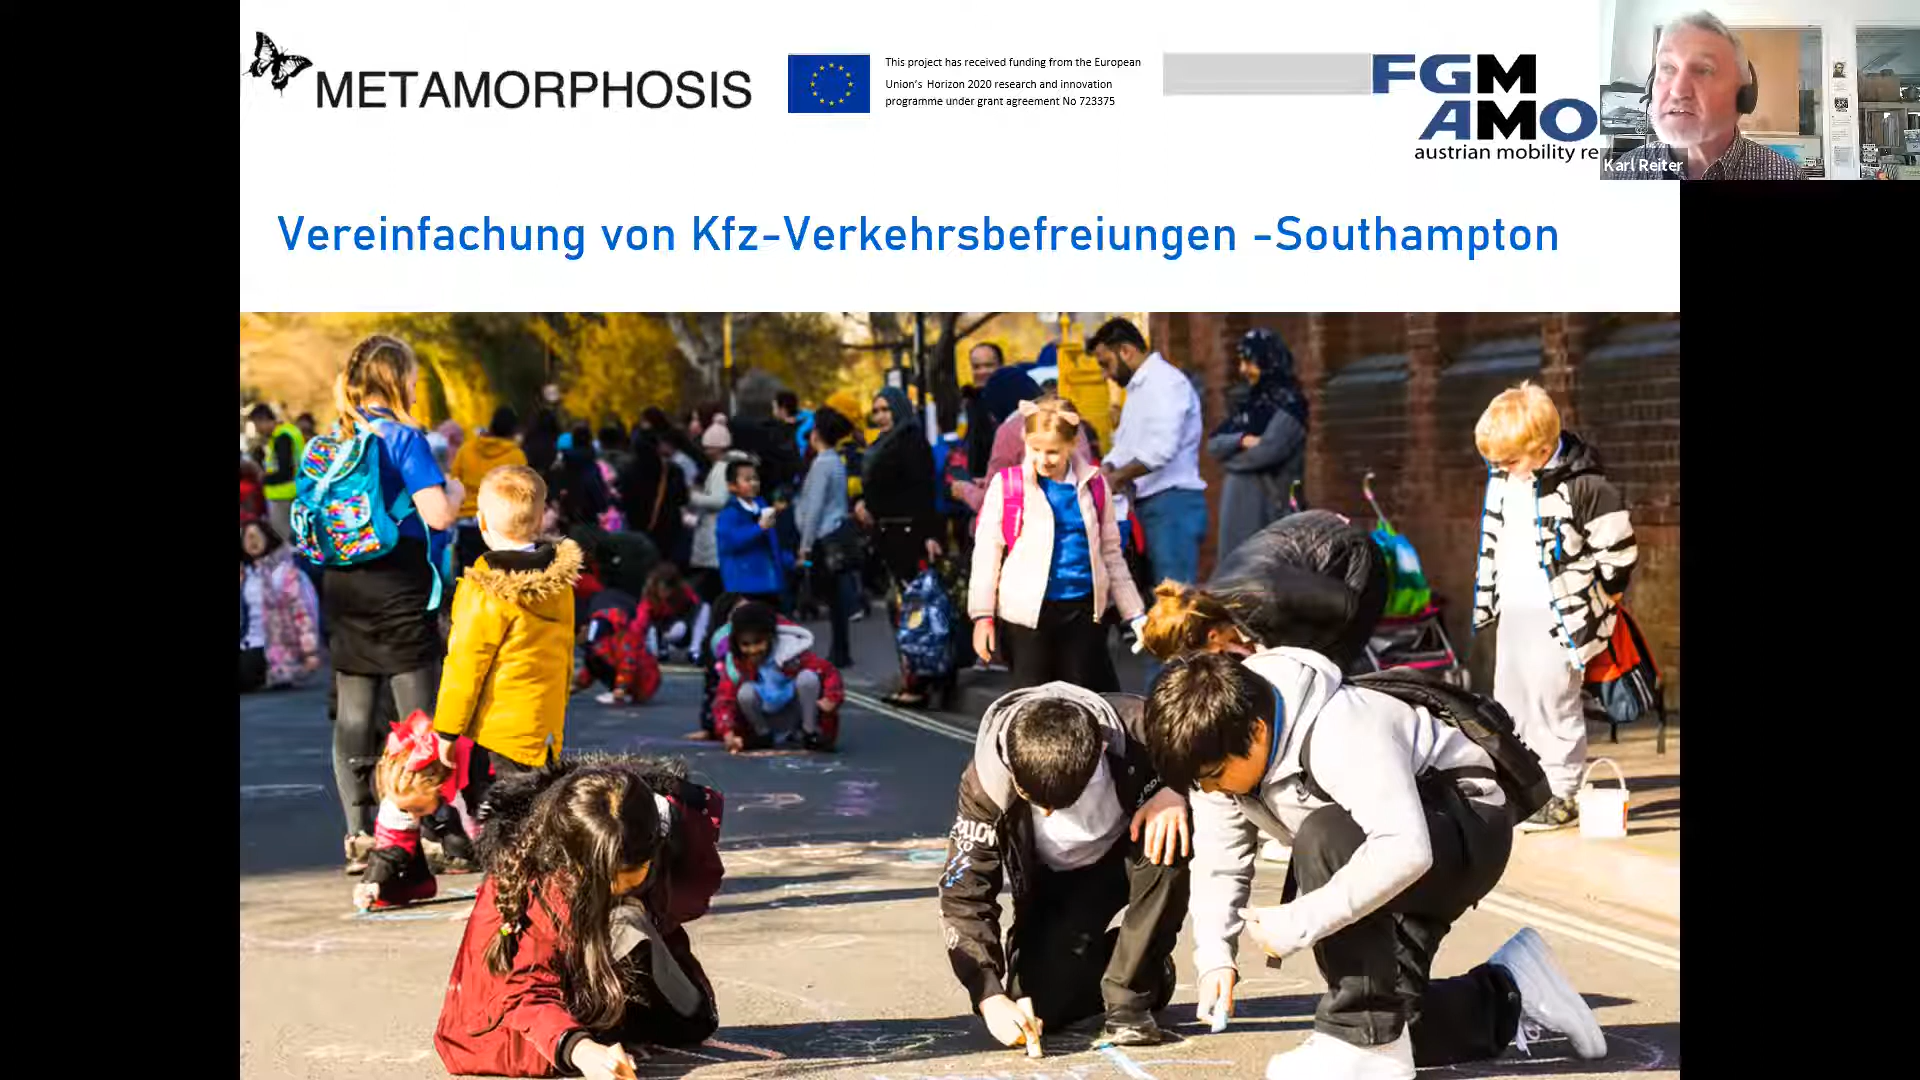 METAMORPHOSIS
This project has received funding from the European
Union's Horizon 2020 research and innovation
programme under grant agreement No 723375
FGM
AMO
austrian mobility re
Karl Reiter
Vereinfachung von Kfz-Verkehrsbefreiungen -Southampton